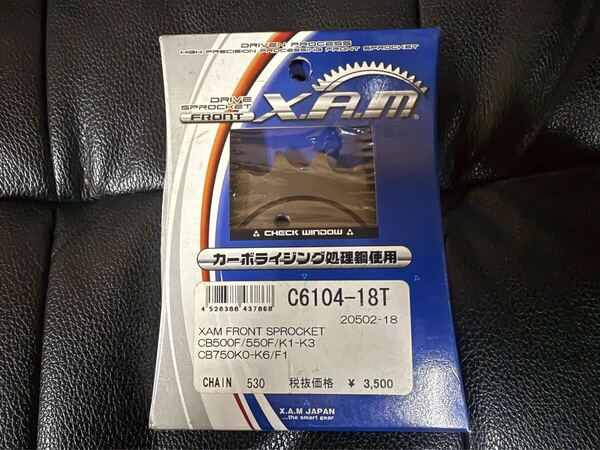 DRIVEN PROCESS
HIGH PRECISION PROCESSING FRONT SPROCKET
DRIVE
SPROCKET
FRONT
X.A.M®
△ CHECK WINDOW △
カーボライジング処理鋼使用
4 528388 437868
C6104-18T
20502-18
XAM FRONT SPROCKET
CB500F/550F/K1-K3
CB750K0-K6/F1
CHAIN 530 税抜価格 ¥ 3,500
X.A.M JAPAN
...the smart gear